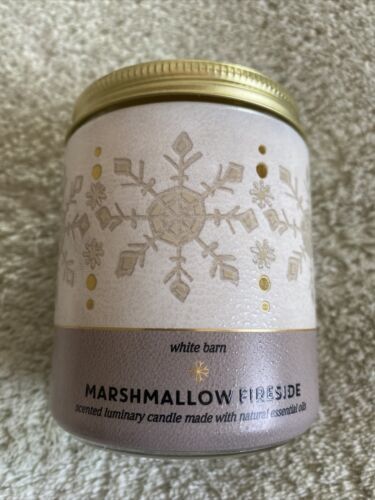 white barn
MARSHMALLOW FIRESIDE
scented luminary candle made with natural essential oils